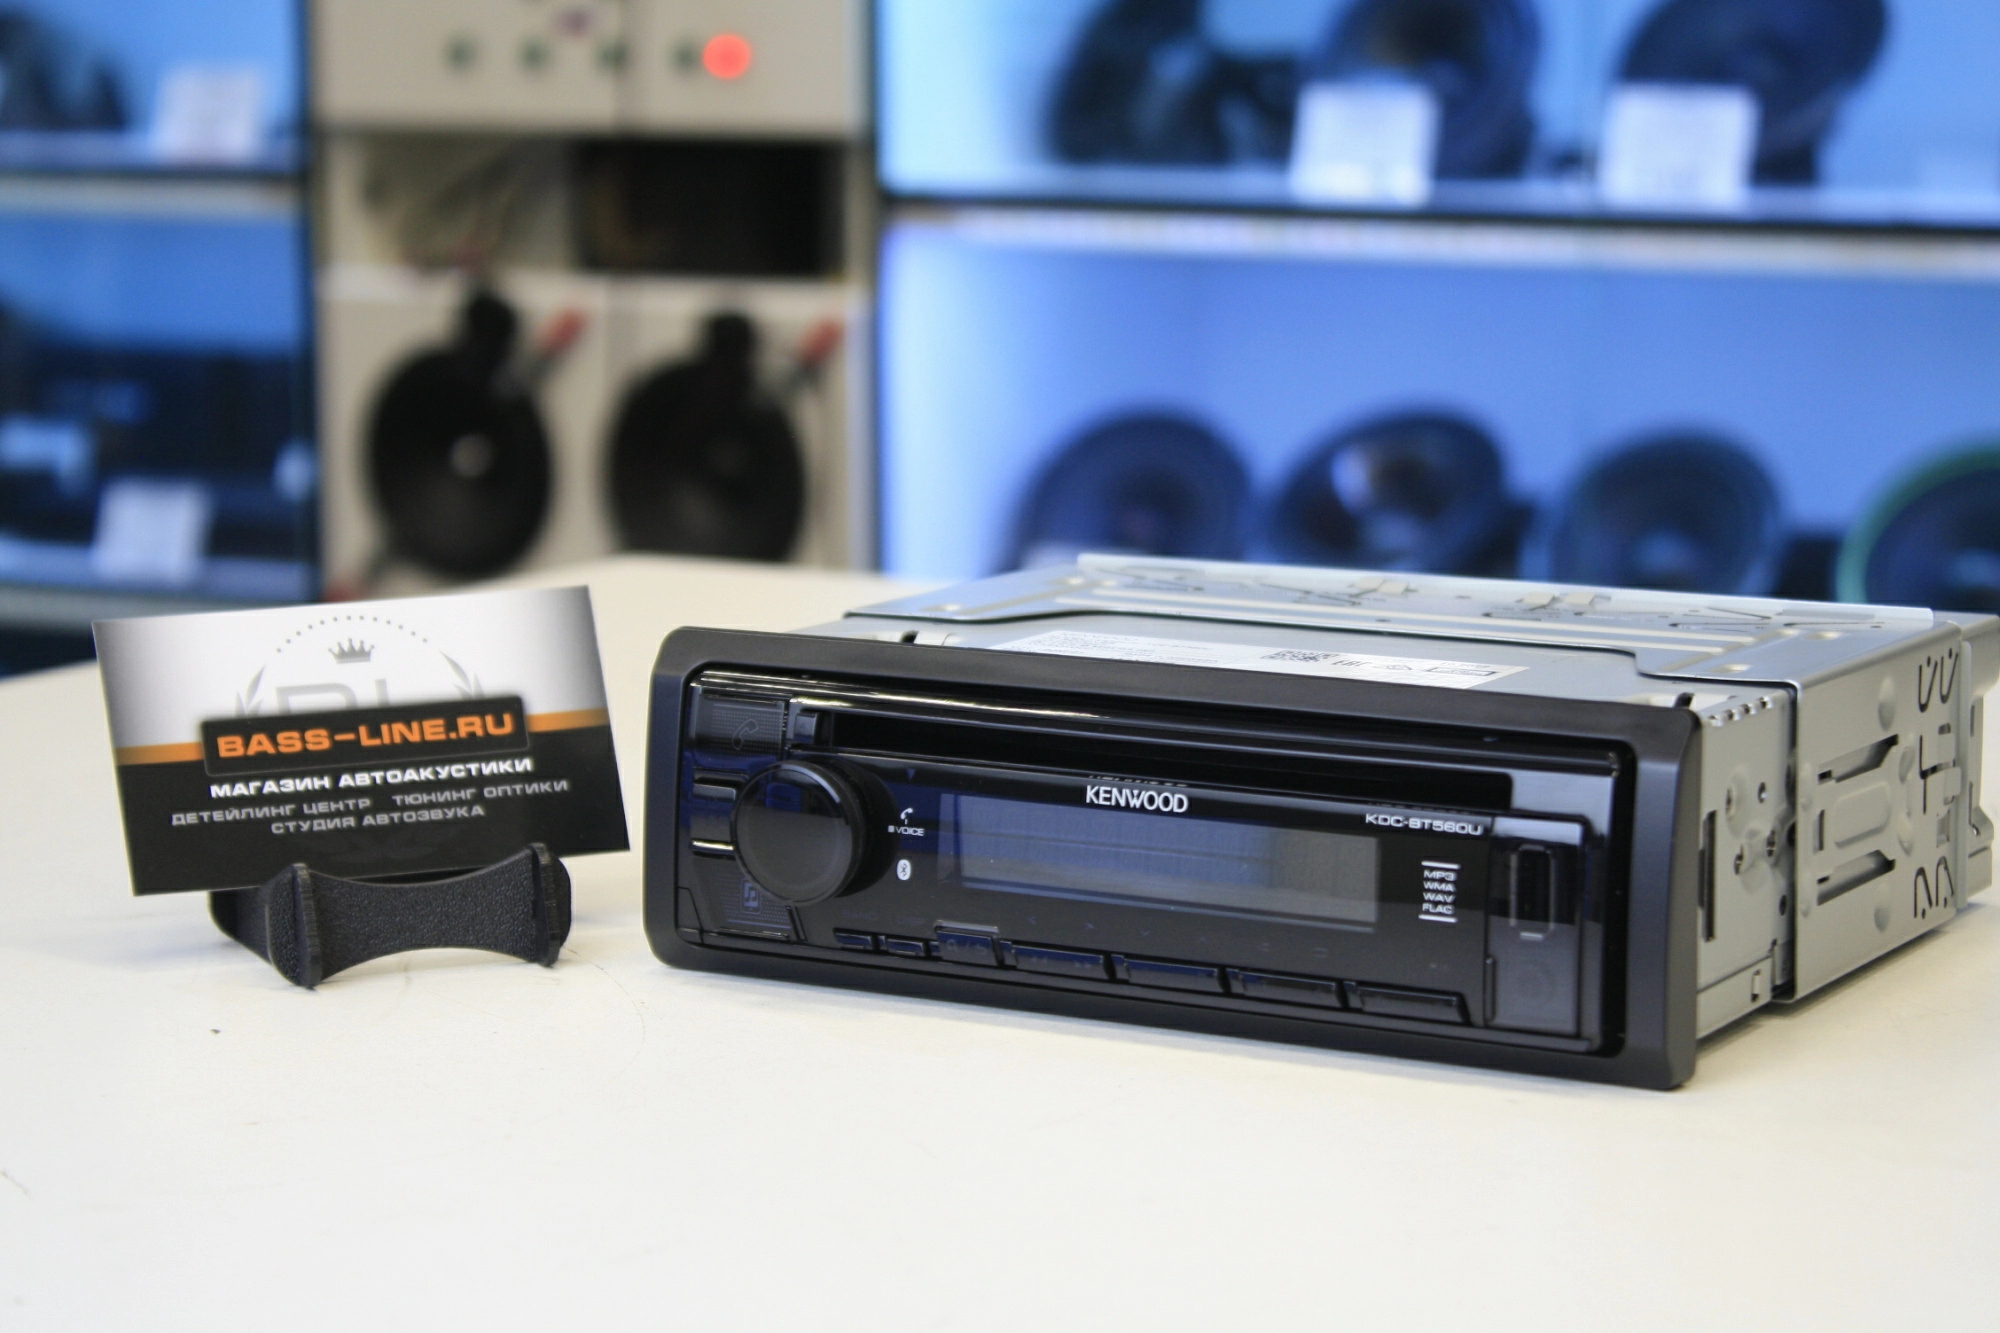 BASS-LINE.RU
МАГАЗИН АВТОАКУСТИКИ
ДЕТЕЙЛИНГ ЦЕНТР ТЮНИНГ ОПТИКИ
СТУДИЯ АВТОЗВУКА
KENWOOD
KDC-BT560U
VOICE
MP3
WMA
WAV
FLAC